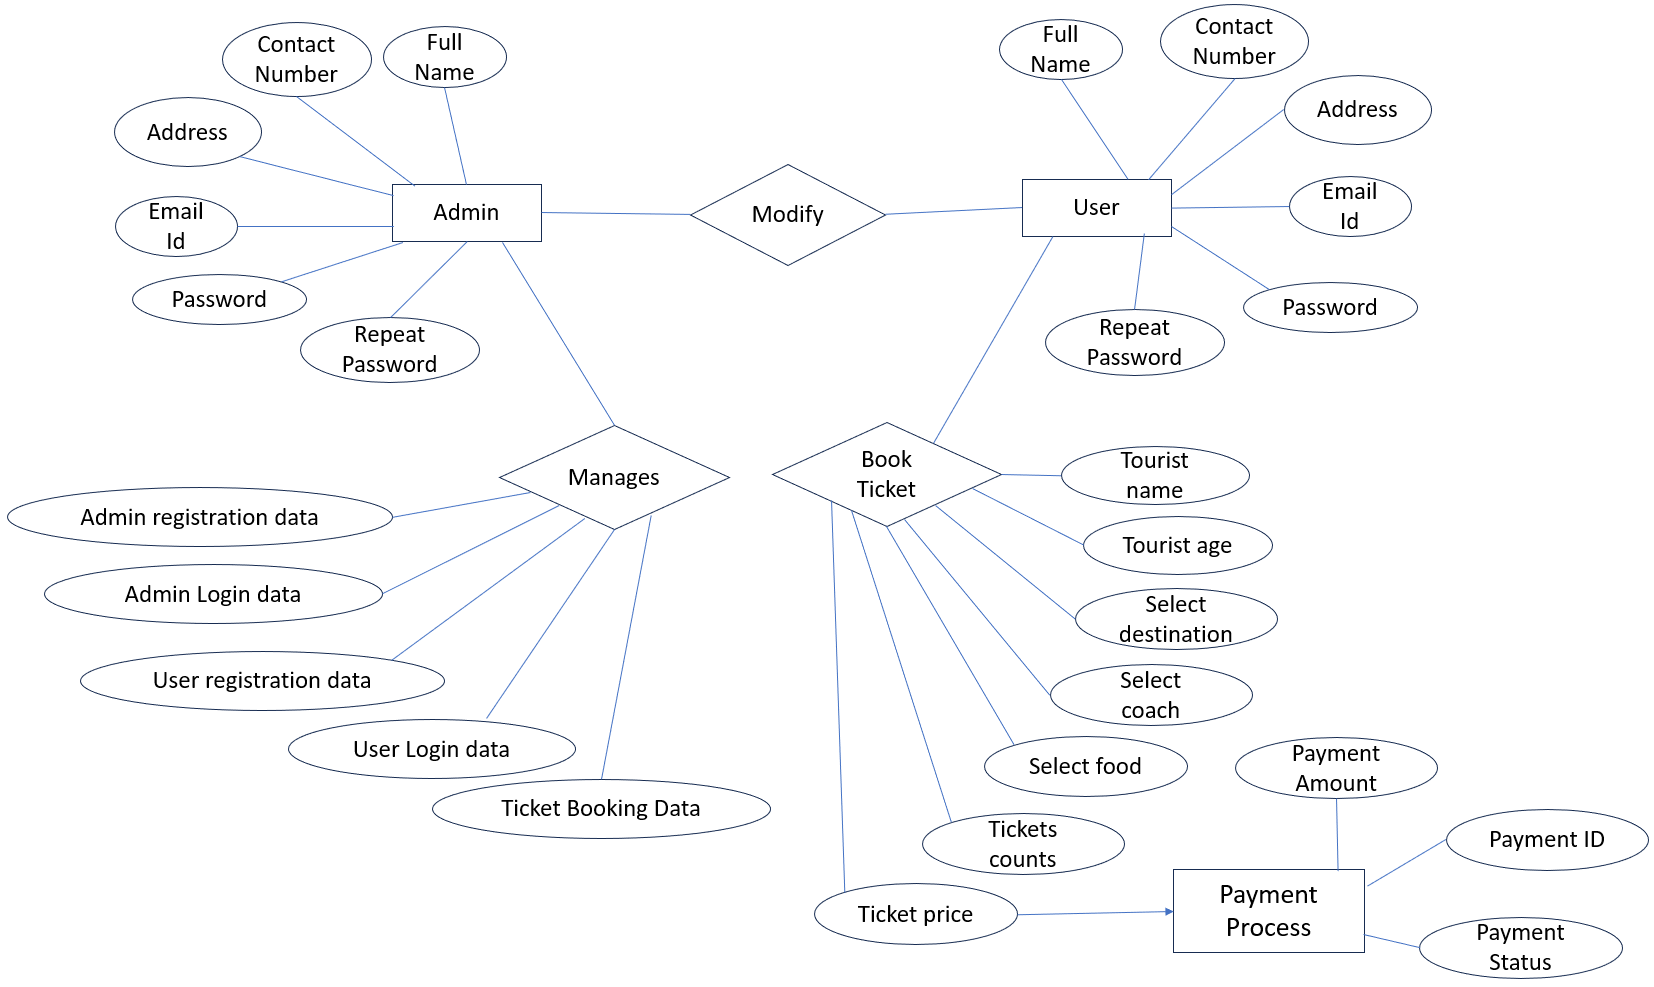 Contact
Number
Full
Name
Address
Email
Id
Password
Repeat
Password
Admin
Modify
Full
Name
Contact
Number
Address
User
Email
Id
Password
Repeat
Password
Manages
Admin registration data
Admin Login data
User registration data
User Login data
Ticket Booking Data
Book
Ticket
Tourist
name
Tourist age
Select
destination
Select
coach
Select food
Tickets
counts
Ticket price
Payment
Amount
Payment ID
Payment
Process
Payment
Status